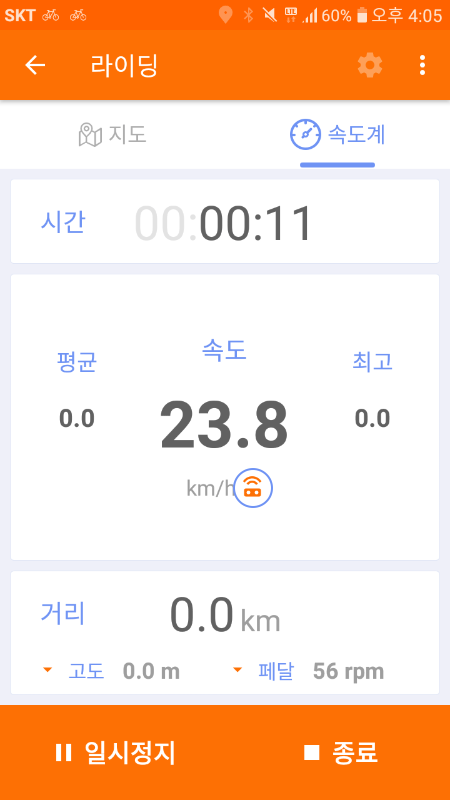 SKT 60% 오후 4:05
라이딩
지도 속도계
시간 00:00:11
속도
평균 최고
0.0 23.8 0.0
km/h
거리 0.0 km
고도 0.0 m 페달 56 rpm
일시정지 종료